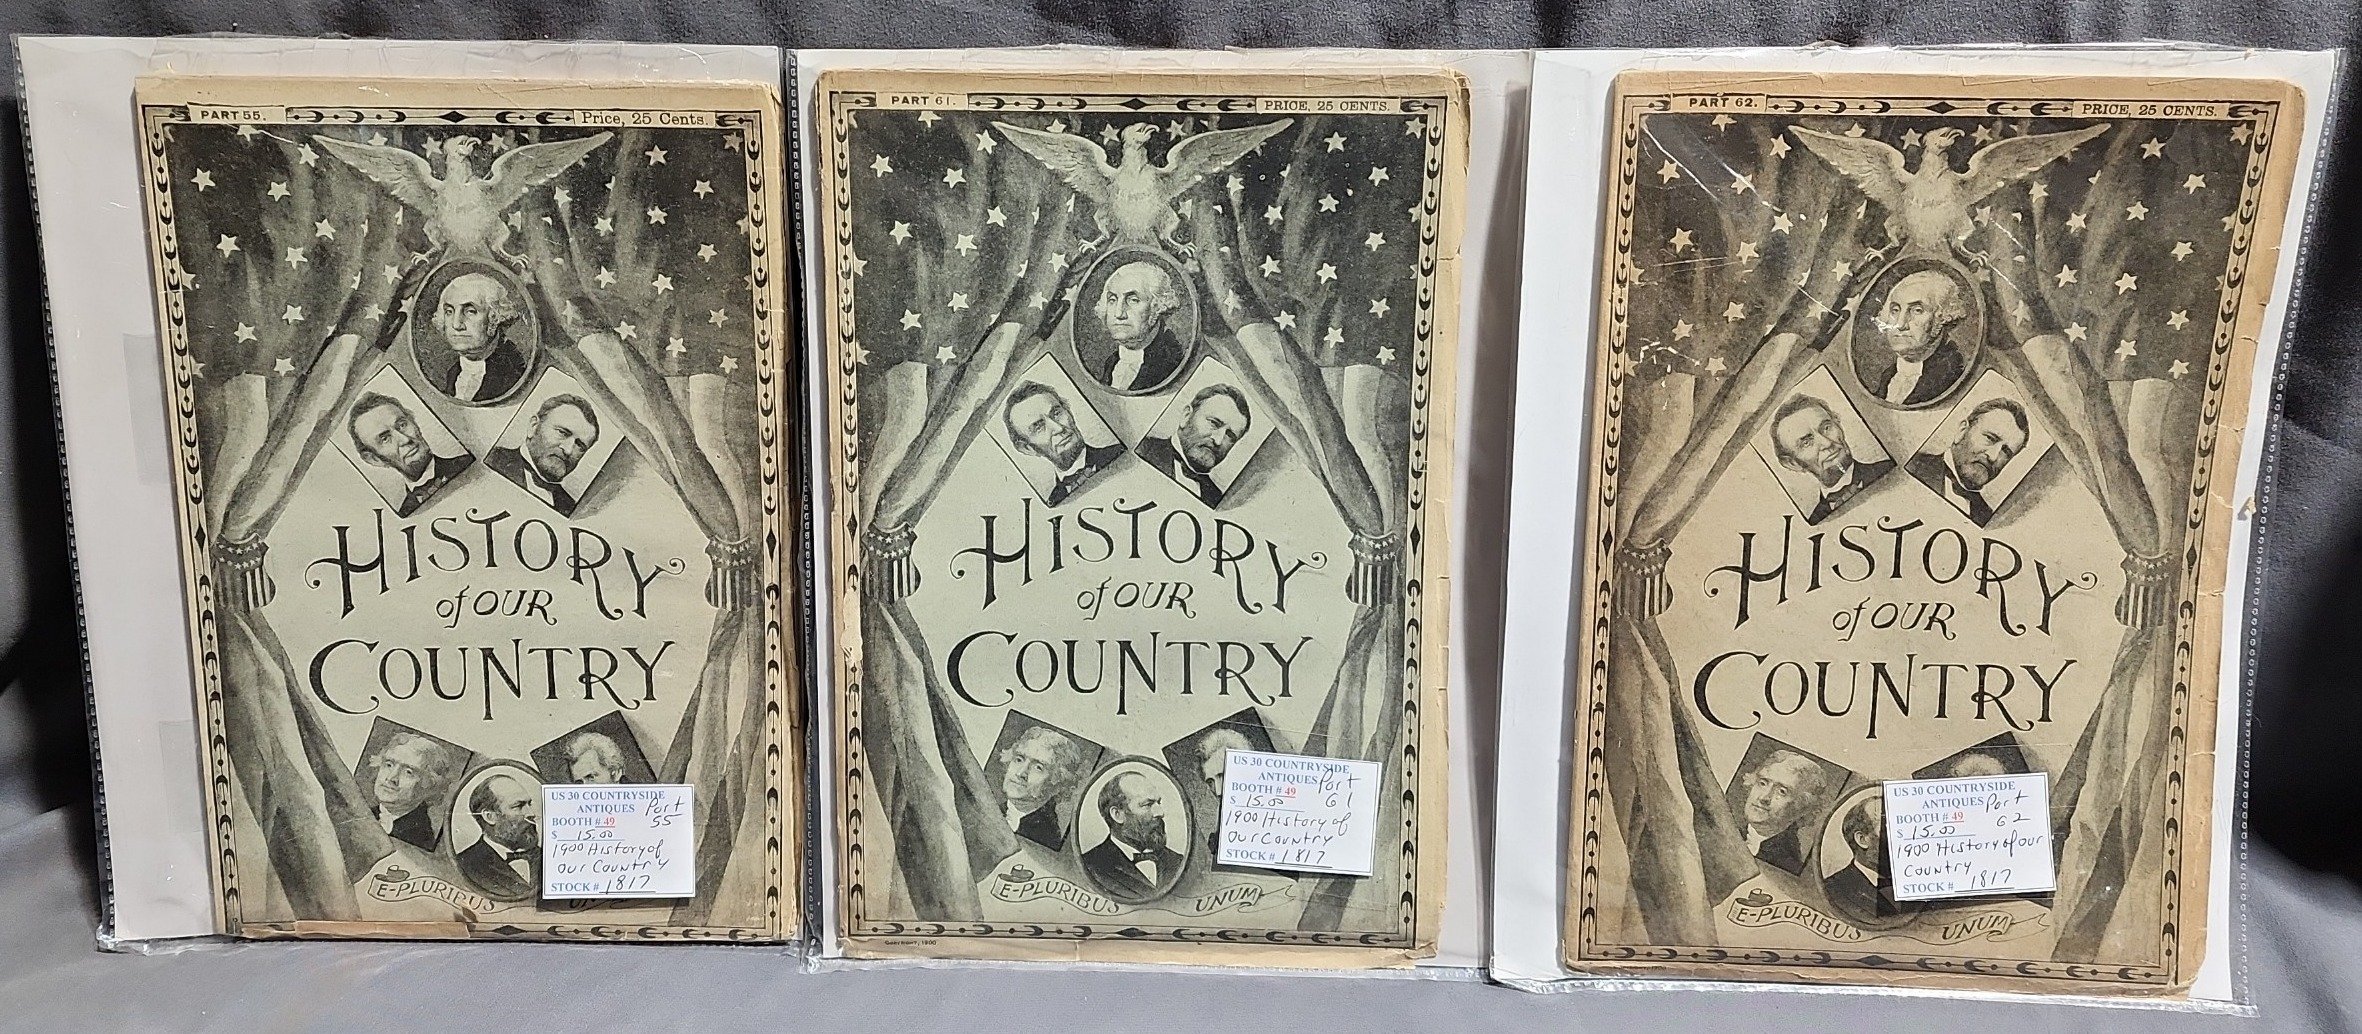 PART 55.
Price, 25 Cents.
HISTORY
of OUR
COUNTRY
E-PLURIBUS
US 30 COUNTRYSIDE
ANTIQUES Part
BOOTH # 49 55
$ 15.00
1900 History of
Our Country
STOCK # 1817
PART 61.
PRICE, 25 CENTS.
HISTORY
of OUR
COUNTRY
E-PLURIBUS UNUM
COPYRIGHT, 1900
US 30 COUNTRYSIDE
ANTIQUES Part
BOOTH # 49 61
$ 15.00
1900 History of
Our Country
STOCK # 1817
PART 62.
PRICE, 25 CENTS.
HISTORY
of OUR
COUNTRY
E-PLURIBUS UNUM
US 30 COUNTRYSIDE
ANTIQUES Part
BOOTH # 49 62
$ 15.00
1900 History of our
Country
STOCK # 1817